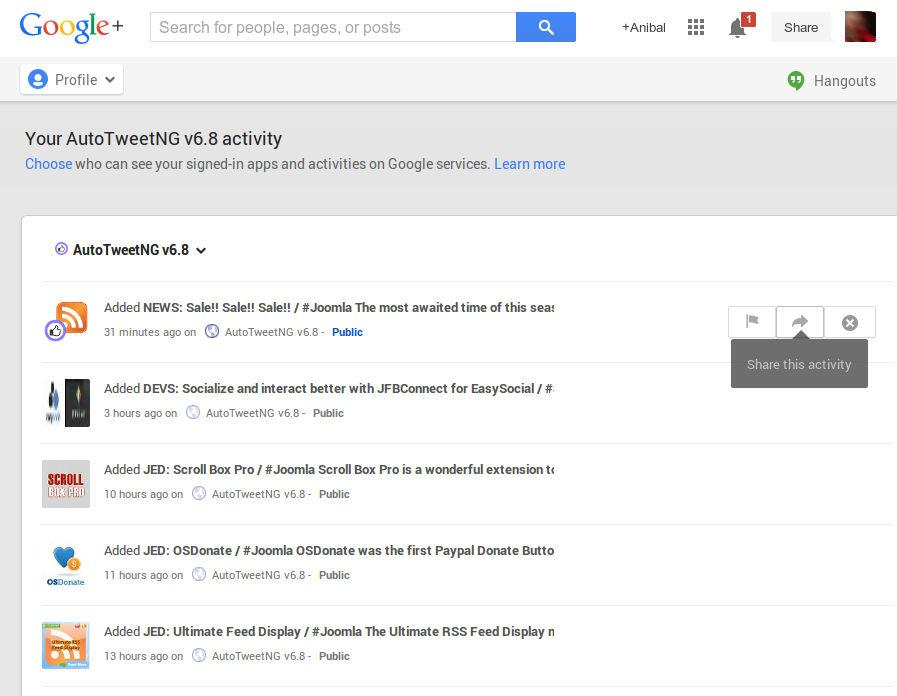 Google+
Search for people, pages, or posts
+Anibal
1
Share
Profile
Hangouts
Your AutoTweetNG v6.8 activity
Choose who can see your signed-in apps and activities on Google services. Learn more
AutoTweetNG v6.8
Added NEWS: Sale!! Sale!! Sale!! / #Joomla The most awaited time of this seas
31 minutes ago on AutoTweetNG v6.8 - Public
Share this activity
Added DEVS: Socialize and interact better with JFBConnect for EasySocial / #
3 hours ago on AutoTweetNG v6.8 - Public
SCROLL
BOX PRO
Added JED: Scroll Box Pro / #Joomla Scroll Box Pro is a wonderful extension to
10 hours ago on AutoTweetNG v6.8 - Public
OSDonate
Added JED: OSDonate / #Joomla OSDonate was the first Paypal Donate Butto
11 hours ago on AutoTweetNG v6.8 - Public
Ultimate RSS
Feed Display
Added JED: Ultimate Feed Display / #Joomla The Ultimate RSS Feed Display
13 hours ago on AutoTweetNG v6.8 - Public